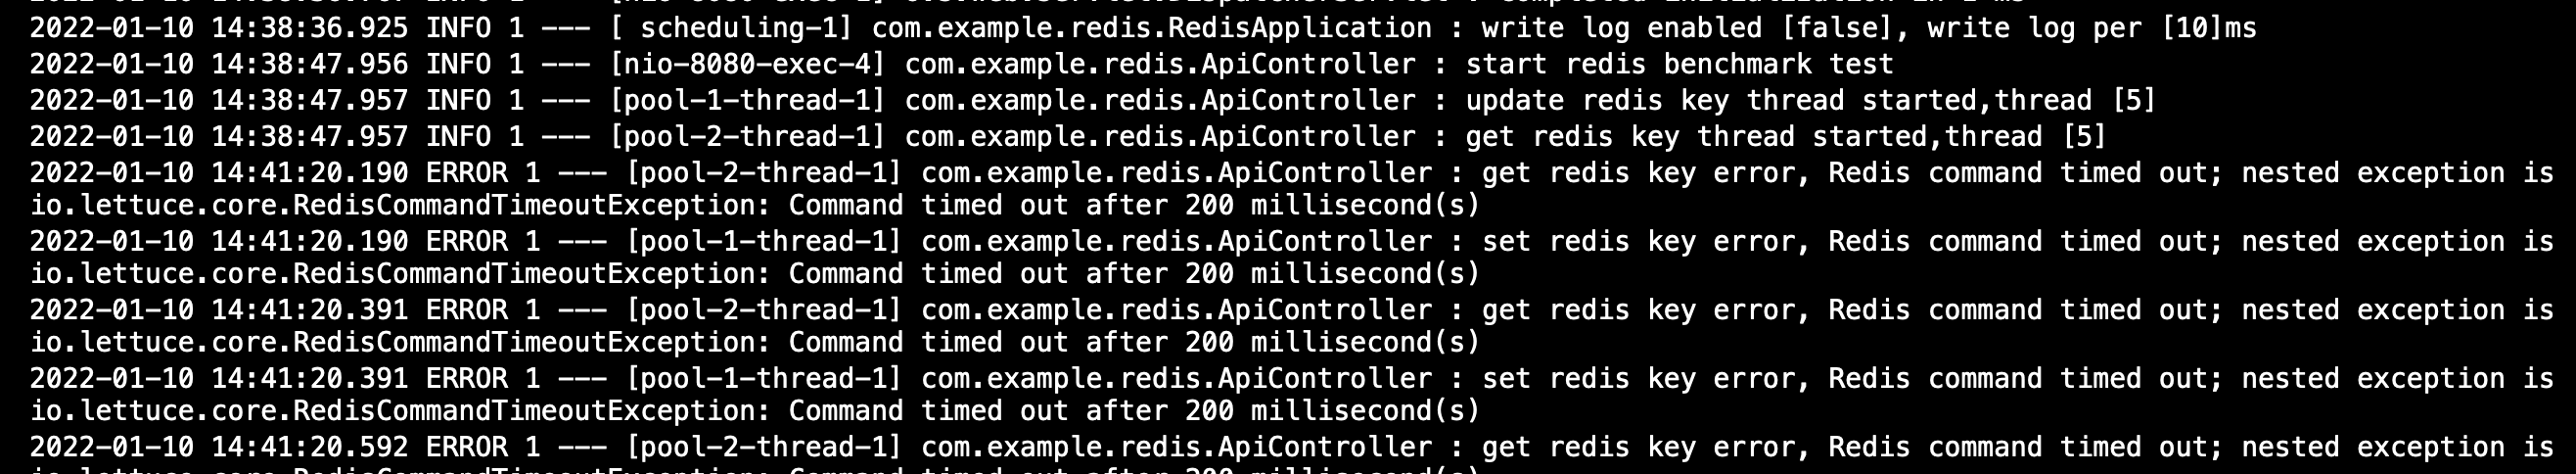 2022-01-10 14:38:36.925 INFO 1 --- [ scheduling-1] com.example.redis.RedisApplication : write log enabled [false], write log per [10]ms
2022-01-10 14:38:47.956 INFO 1 --- [nio-8080-exec-4] com.example.redis.ApiController : start redis benchmark test
2022-01-10 14:38:47.957 INFO 1 --- [pool-1-thread-1] com.example.redis.ApiController : update redis key thread started,thread [5]
2022-01-10 14:38:47.957 INFO 1 --- [pool-2-thread-1] com.example.redis.ApiController : get redis key thread started,thread [5]
2022-01-10 14:41:20.190 ERROR 1 --- [pool-2-thread-1] com.example.redis.ApiController : get redis key error, Redis command timed out; nested exception is
io.lettuce.core.RedisCommandTimeoutException: Command timed out after 200 millisecond(s)
2022-01-10 14:41:20.190 ERROR 1 --- [pool-1-thread-1] com.example.redis.ApiController : set redis key error, Redis command timed out; nested exception is
io.lettuce.core.RedisCommandTimeoutException: Command timed out after 200 millisecond(s)
2022-01-10 14:41:20.391 ERROR 1 --- [pool-2-thread-1] com.example.redis.ApiController : get redis key error, Redis command timed out; nested exception is
io.lettuce.core.RedisCommandTimeoutException: Command timed out after 200 millisecond(s)
2022-01-10 14:41:20.391 ERROR 1 --- [pool-1-thread-1] com.example.redis.ApiController : set redis key error, Redis command timed out; nested exception is
io.lettuce.core.RedisCommandTimeoutException: Command timed out after 200 millisecond(s)
2022-01-10 14:41:20.592 ERROR 1 --- [pool-2-thread-1] com.example.redis.ApiController : get redis key error, Redis command timed out; nested exception is
io.lettuce.core.RedisCommandTimeoutException: Command timed out after 200 millisecond(s)